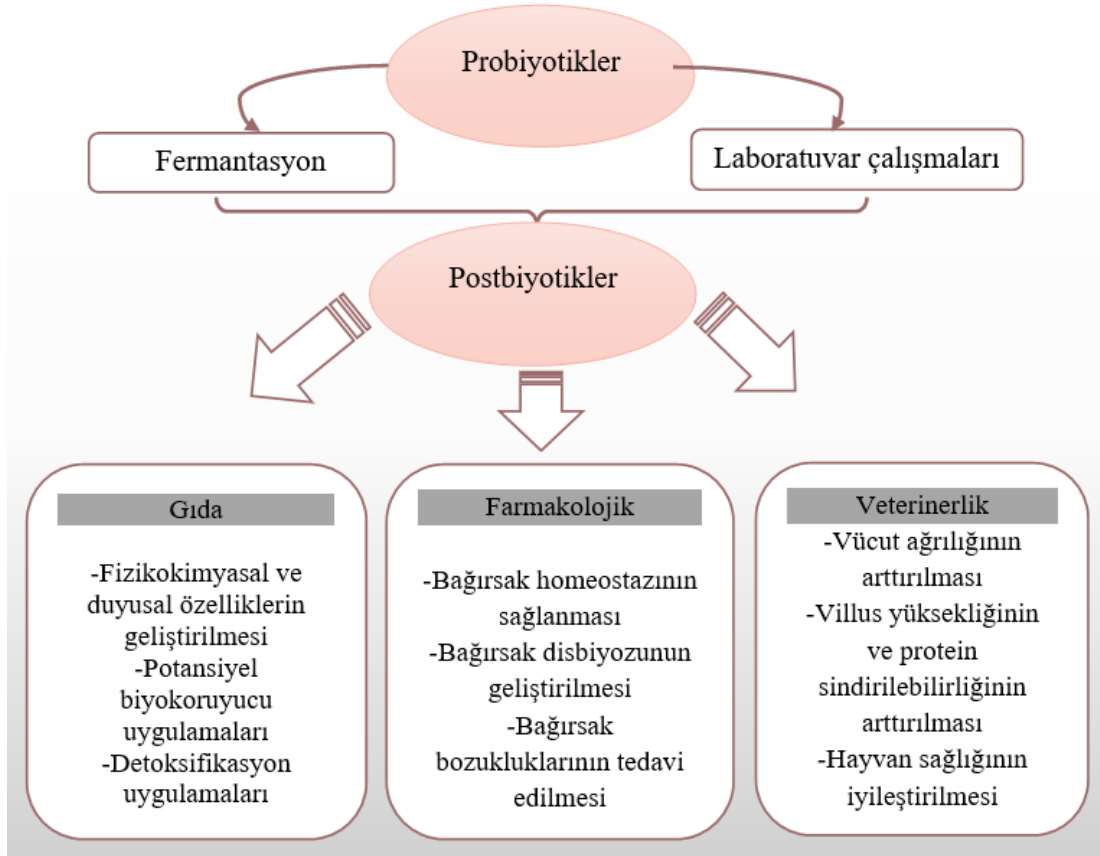 Probiyotikler
Fermantasyon
Laboratuvar çalışmaları
Postbiyotikler
Gıda
-Fizikokimyasal ve
duyusal özelliklerin
geliştirilmesi
-Potansiyel
biyokoruyucu
uygulamaları
-Detoksifikasyon
uygulamaları
Farmakolojik
-Bağırsak homeostazının
sağlanması
-Bağırsak disbiyozunun
geliştirilmesi
-Bağırsak
bozukluklarının tedavi
edilmesi
Veterinerlik
-Vücut ağrılığının
arttırılması
-Villus yüksekliğinin
ve protein
sindirilebilirliğinin
arttırılması
-Hayvan sağlığının
iyileştirilmesi